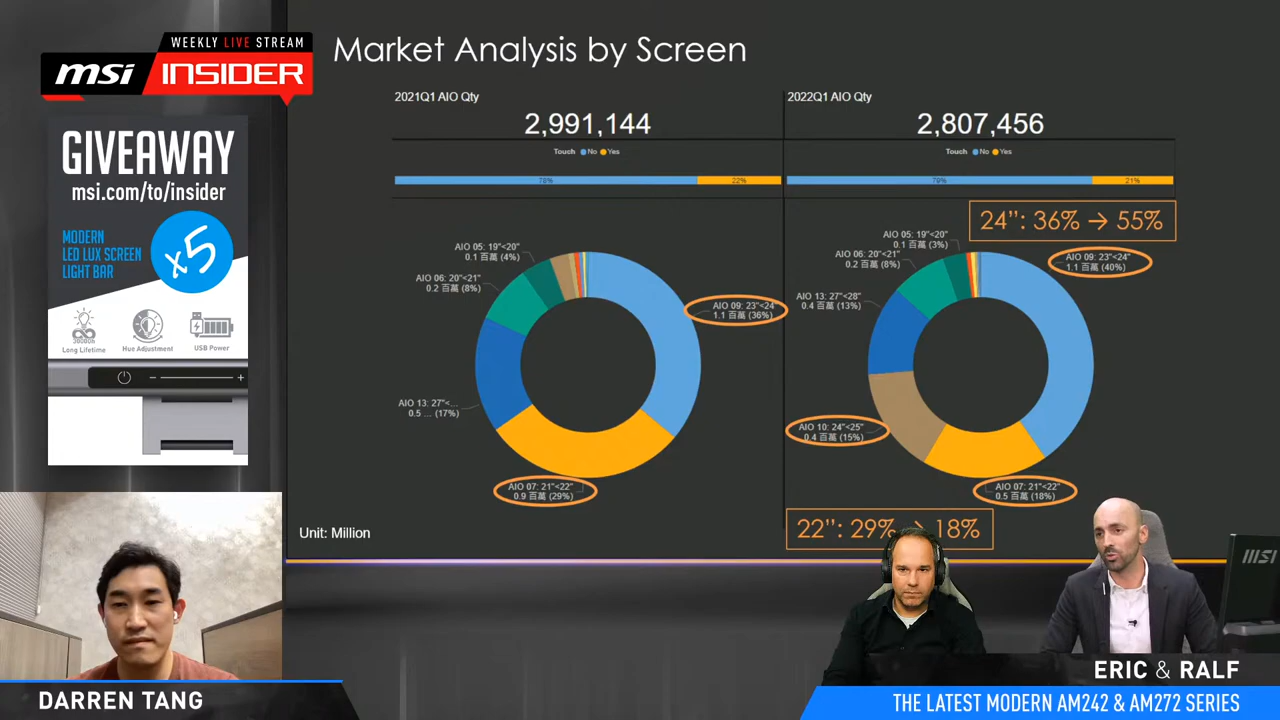 WEEKLY LIVE STREAM
msi INSIDER
GIVEAWAY
msi.com/to/insider
MODERN
LED LUX SCREEN
LIGHT BAR
x5
30000h
Long Lifetime
Hue Adjustment
USB Power
Market Analysis by Screen
2021Q1 AIO Qty
2,991,144
Touch No Yes
78%
22%
AIO 05: 19"<20"
0.1 百萬 (4%)
AIO 06: 20"<21"
0.2 百萬 (8%)
AIO 09: 23"<24
1.1 百萬 (36%)
AIO 13: 27"<...
0.5 ... (17%)
AIO 07: 21"<22"
0.9 百萬 (29%)
Unit: Million
2022Q1 AIO Qty
2,807,456
Touch No Yes
79%
21%
24”: 36% → 55%
AIO 05: 19"<20"
0.1 百萬 (3%)
AIO 06: 20"<21"
0.2 百萬 (8%)
AIO 09: 23"<24"
1.1 百萬 (40%)
AIO 13: 27"<28"
0.4 百萬 (13%)
AIO 10: 24"<25"
0.4 百萬 (15%)
AIO 07: 21"<22"
0.5 百萬 (18%)
22”: 29% → 18%
msi
DARREN TANG
ERIC & RALF
THE LATEST MODERN AM242 & AM272 SERIES